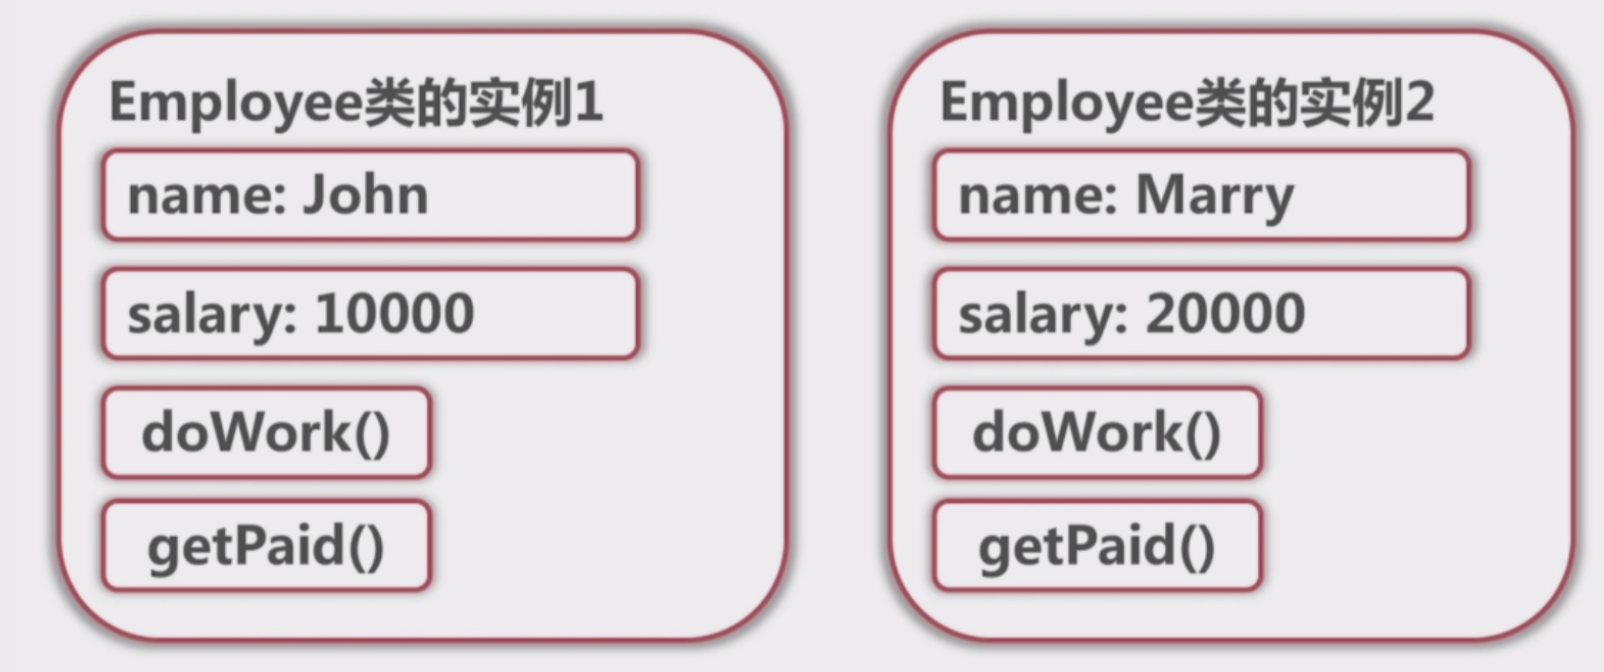 Employee类的实例1
name: John
salary: 10000
doWork()
getPaid()
Employee类的实例2
name: Marry
salary: 20000
doWork()
getPaid()